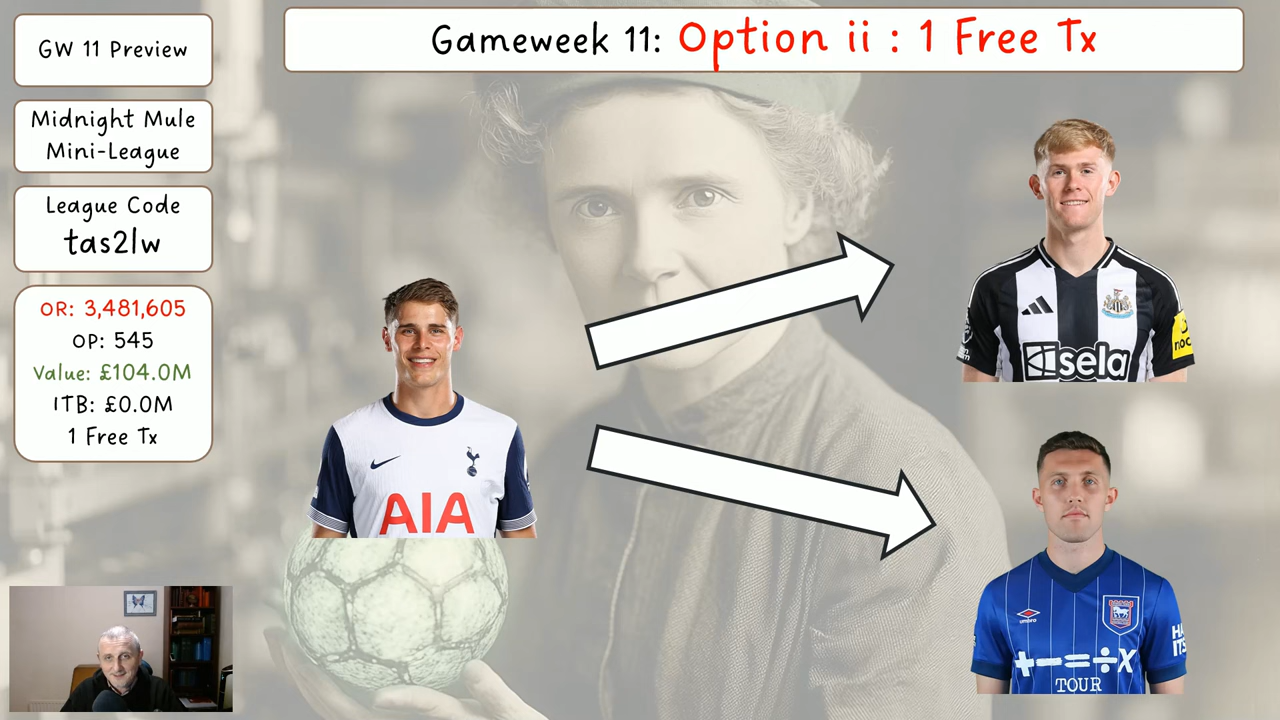 GW 11 Preview
Gameweek 11: Option ii : 1 Free Tx
Midnight Mule
Mini-League
League Code
tas2lw
OR: 3,481,605
OP: 545
Value: £104.0M
ITB: £0.0M
1 Free Tx
AIA
sela
noc
+-=÷x
TOUR